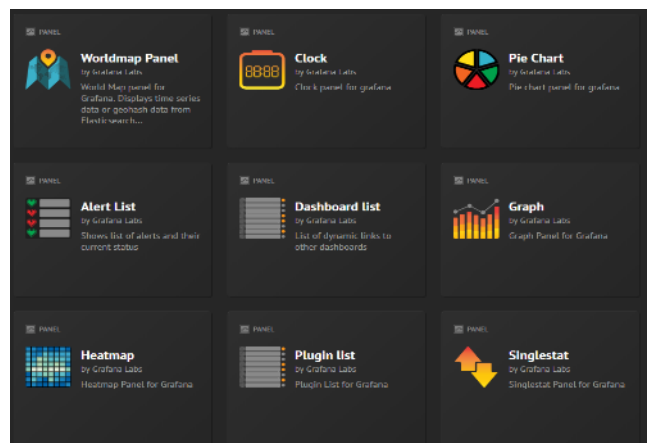 PANEL
Worldmap Panel
by Grafana Labs
World Map panel for
Grafana. Displays time series
data or geohash data from
Elasticsearch...
PANEL
Clock
by Grafana Labs
Clock panel for grafana
88:88
PANEL
Pie Chart
by Grafana Labs
Pie chart panel for grafana
PANEL
Alert List
by Grafana Labs
Shows list of alerts and their
current status
PANEL
Dashboard list
by Grafana Labs
List of dynamic links to
other dashboards
PANEL
Graph
by Grafana Labs
Graph Panel for Grafana
PANEL
Heatmap
by Grafana Labs
Heatmap Panel for Grafana
PANEL
Plugin list
by Grafana Labs
Plugin List for Grafana
PANEL
Singlestat
by Grafana Labs
Singlestat Panel for Grafana